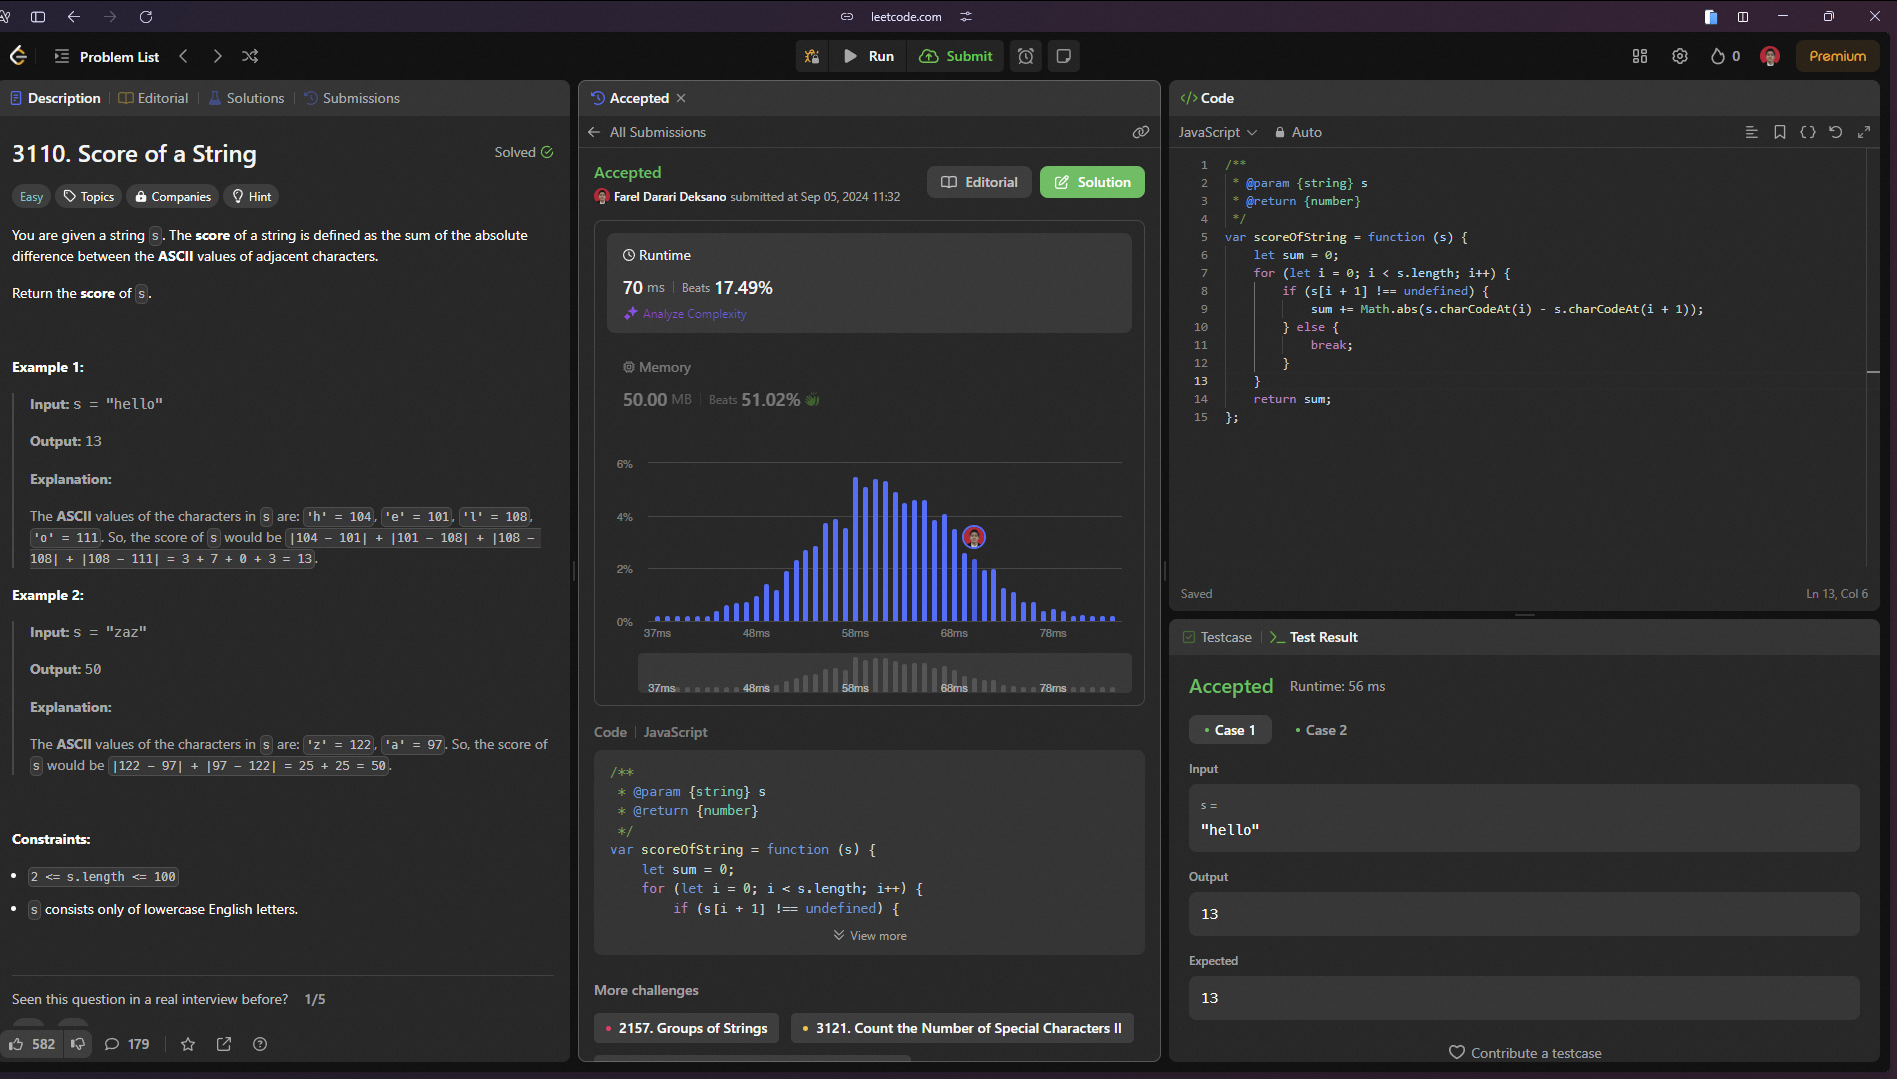 leetcode.com
Problem List
Run
Submit
0
Premium
Description
Editorial
Solutions
Submissions
3110. Score of a String
Solved
Easy
Topics
Companies
Hint
You are given a string s. The score of a string is defined as the sum of the absolute
difference between the ASCII values of adjacent characters.
Return the score of s.
Example 1:
Input: s = "hello"
Output: 13
Explanation:
The ASCII values of the characters in s are: 'h' = 104, 'e' = 101, 'l' = 108,
'o' = 111. So, the score of s would be |104 - 101| + |101 - 108| + |108 -
108| + |108 - 111| = 3 + 7 + 0 + 3 = 13.
Example 2:
Input: s = "zaz"
Output: 50
Explanation:
The ASCII values of the characters in s are: 'z' = 122, 'a' = 97. So, the score of
s would be |122 - 97| + |97 - 122| = 25 + 25 = 50.
Constraints:
2 <= s.length <= 100
s consists only of lowercase English letters.
Seen this question in a real interview before? 1/5
582
179
Accepted
All Submissions
Accepted
Farel Darari Deksano submitted at Sep 05, 2024 11:32
Editorial
Solution
Runtime
70 ms Beats 17.49%
Analyze Complexity
Memory
50.00 MB Beats 51.02%
6%
4%
2%
0%
37ms 48ms 58ms 68ms 78ms
37ms 48ms 58ms 68ms 78ms
Code JavaScript
/**
 * @param {string} s
 * @return {number}
 */
var scoreOfString = function (s) {
    let sum = 0;
    for (let i = 0; i < s.length; i++) {
        if (s[i + 1] !== undefined) {
View more
More challenges
2157. Groups of Strings
3121. Count the Number of Special Characters II
</> Code
JavaScript
Auto
1 /**
2  * @param {string} s
3  * @return {number}
4  */
5 var scoreOfString = function (s) {
6     let sum = 0;
7     for (let i = 0; i < s.length; i++) {
8         if (s[i + 1] !== undefined) {
9             sum += Math.abs(s.charCodeAt(i) - s.charCodeAt(i + 1));
10         } else {
11             break;
12         }
13     }
14     return sum;
15 };
Saved
Ln 13, Col 6
Testcase
Test Result
Accepted Runtime: 56 ms
Case 1
Case 2
Input
s =
"hello"
Output
13
Expected
13
Contribute a testcase